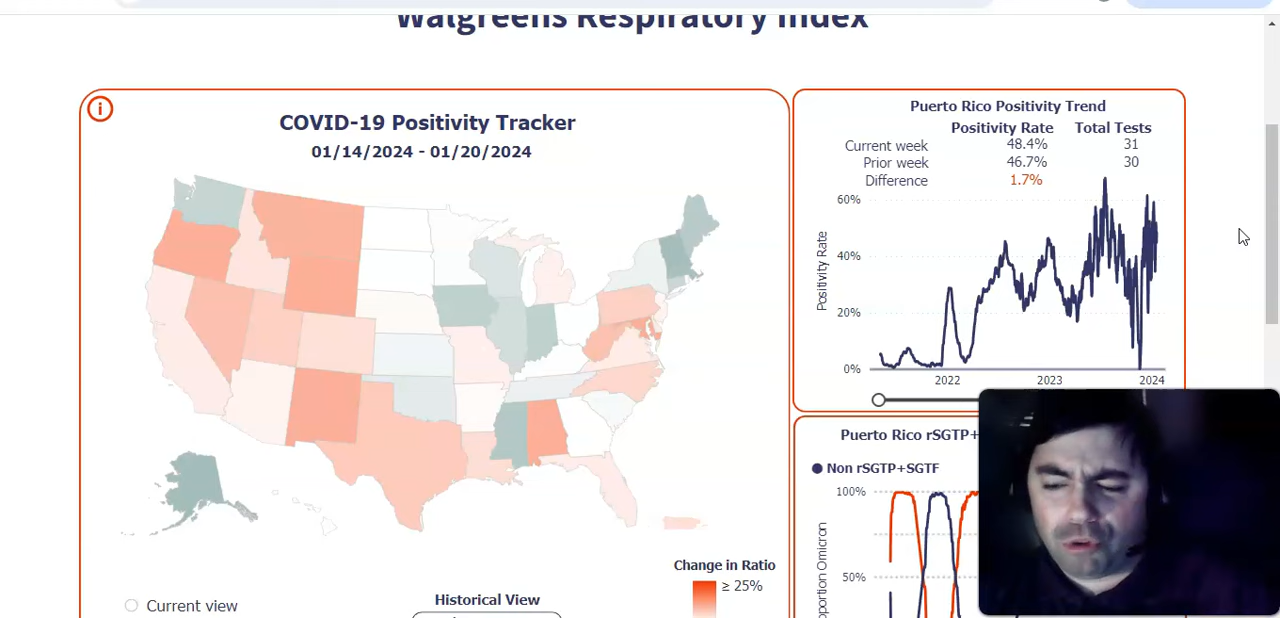 Walgreens Respiratory Index
i
COVID-19 Positivity Tracker
01/14/2024 - 01/20/2024
Change in Ratio
≥ 25%
Current view
Historical View
Puerto Rico Positivity Trend
Positivity Rate Total Tests
Current week 48.4% 31
Prior week 46.7% 30
Difference 1.7%
Positivity Rate
60%
40%
20%
0%
2022 2023 2024
Puerto Rico rSGTP+
Non rSGTP+SGTF
100%
50%
oportion Omicron